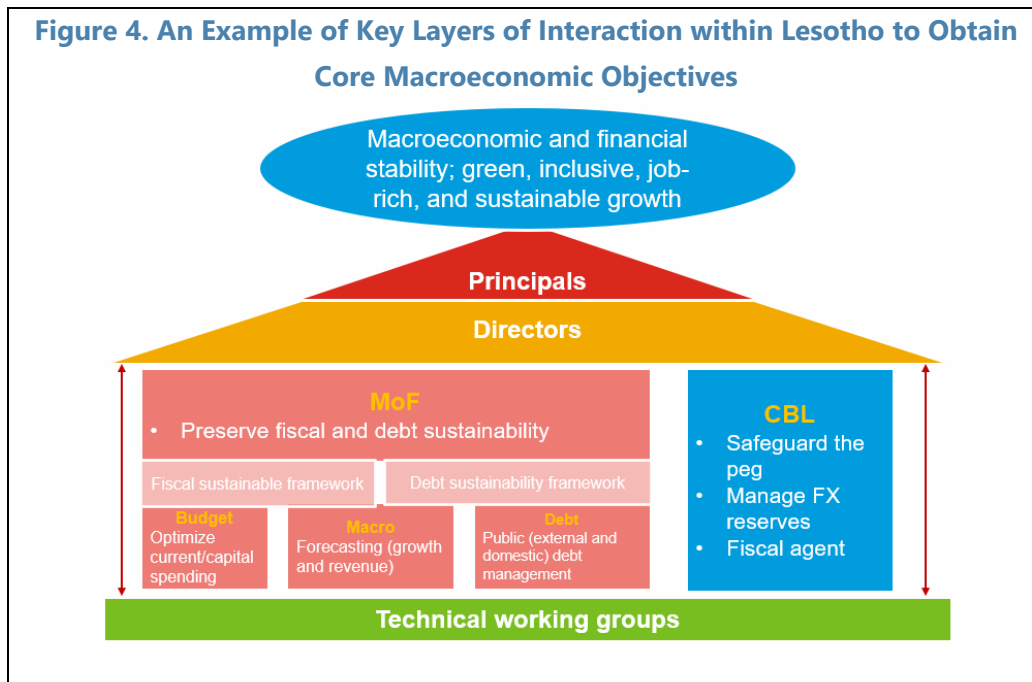 Figure 4. An Example of Key Layers of Interaction within Lesotho to Obtain
Core Macroeconomic Objectives
Macroeconomic and financial
stability; green, inclusive, job-
rich, and sustainable growth
Principals
Directors
MoF
• Preserve fiscal and debt sustainability
Fiscal sustainable framework
Debt sustainability framework
Budget
Optimize
current/capital
spending
Macro
Forecasting (growth
and revenue)
Debt
Public (external and
domestic) debt
management
CBL
• Safeguard the
peg
• Manage FX
reserves
• Fiscal agent
Technical working groups